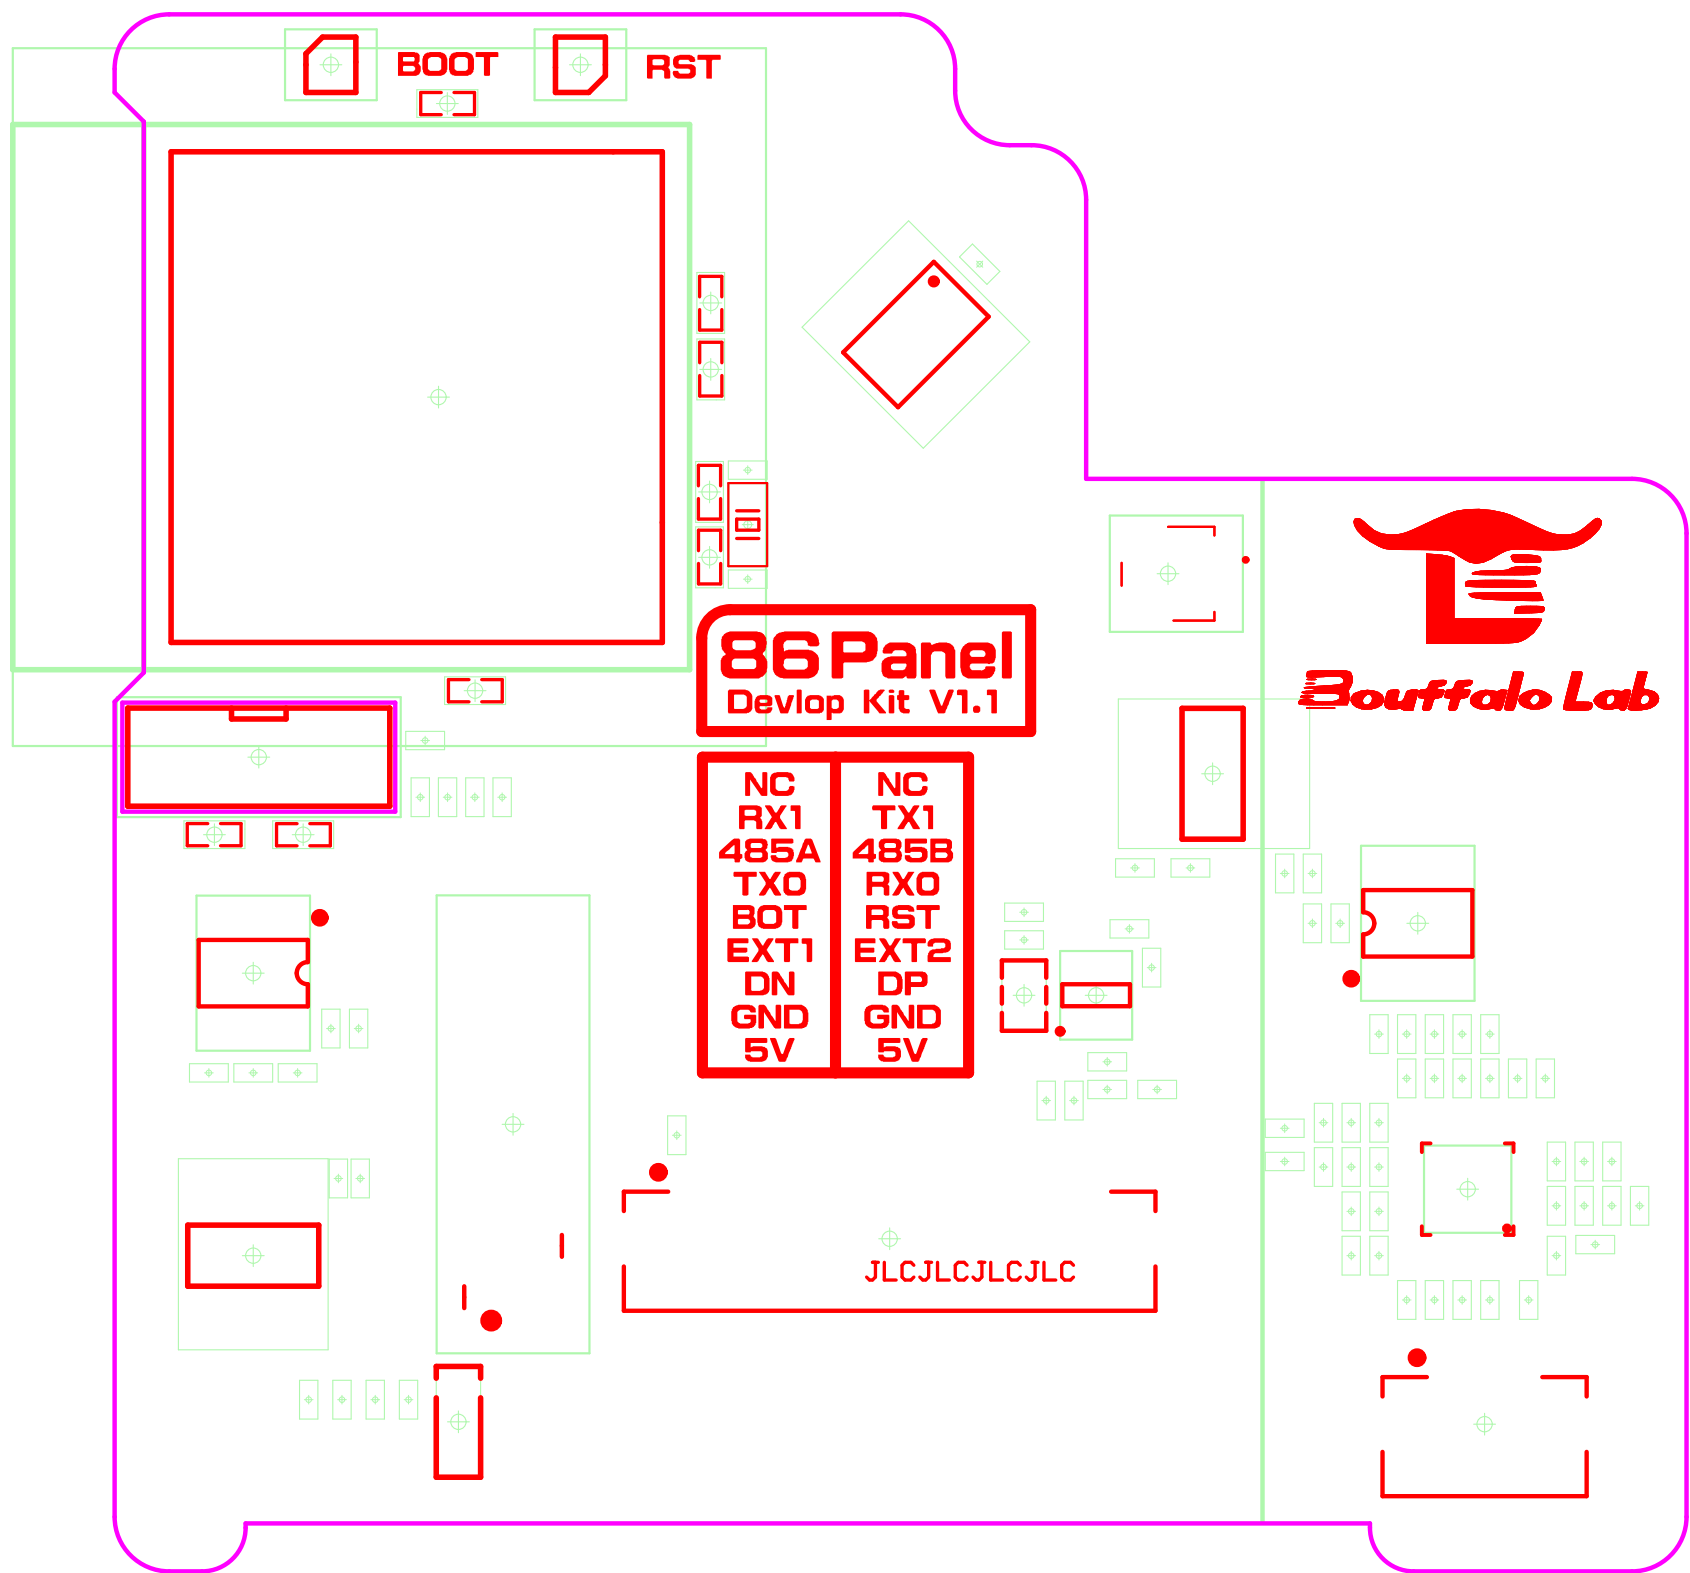 BOOT
RST
86 Panel
Devlop Kit V1.1
Bouffalo Lab
NC NC
RX1 TX1
485A 485B
TX0 RX0
BOT RST
EXT1 EXT2
DN DP
GND GND
5V 5V
JLCJLCJLCJLC